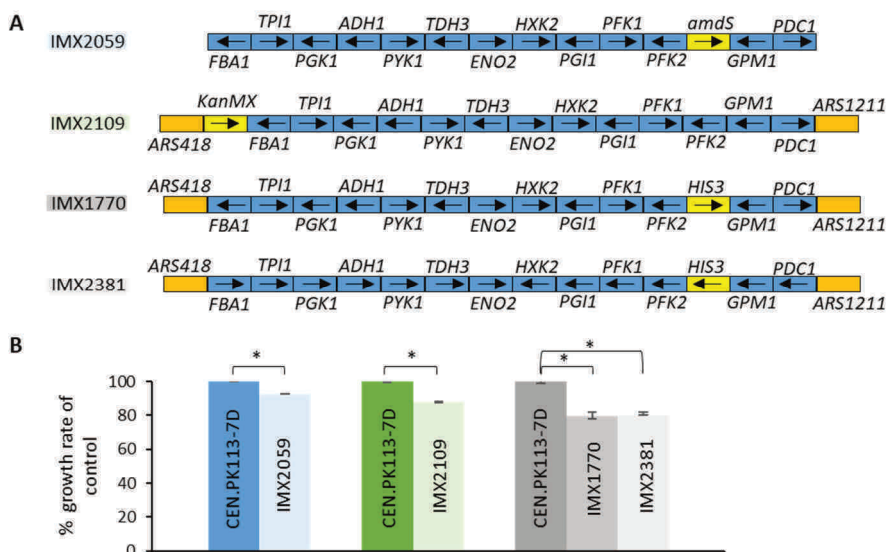 A
TPI1 ADH1 TDH3 HXK2 PFK1 amdS PDC1
IMX2059
FBA1 PGK1 PYK1 ENO2 PGI1 PFK2 GPM1
KanMX TPI1 ADH1 TDH3 HXK2 PFK1 GPM1 ARS1211
IMX2109
ARS418 FBA1 PGK1 PYK1 ENO2 PGI1 PFK2 PDC1
ARS418 TPI1 ADH1 TDH3 HXK2 PFK1 HIS3 PDC1
IMX1770
FBA1 PGK1 PYK1 ENO2 PGI1 PFK2 GPM1 ARS1211
ARS418 TPI1 ADH1 TDH3 HXK2 PFK1 HIS3 PDC1
IMX2381
FBA1 PGK1 PYK1 ENO2 PGI1 PFK2 GPM1 ARS1211
B
* * * *
% growth rate of
control
100
80
60
40
20
0
CEN.PK113-7D
IMX2059
CEN.PK113-7D
IMX2109
CEN.PK113-7D
IMX1770
IMX2381